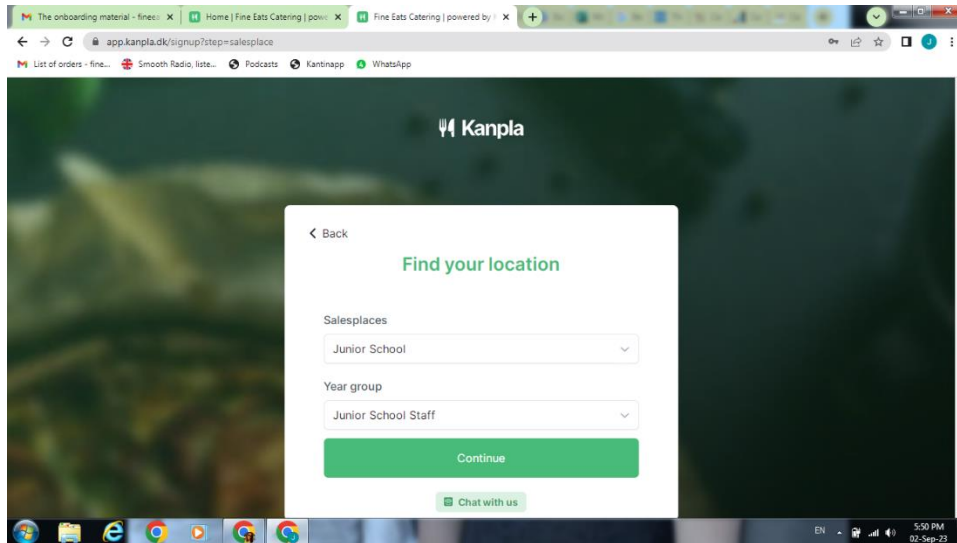 The onboarding material - finee
Home | Fine Eats Catering | powe
Fine Eats Catering | powered by
app.kanpla.dk/signup?step=salesplace
List of orders - fine...
Smooth Radio, liste...
Podcasts
Kantinapp
WhatsApp
J
Kanpla
Back
Find your location
Salesplaces
Junior School
Year group
Junior School Staff
Continue
Chat with us
EN
5:50 PM
02-Sep-23